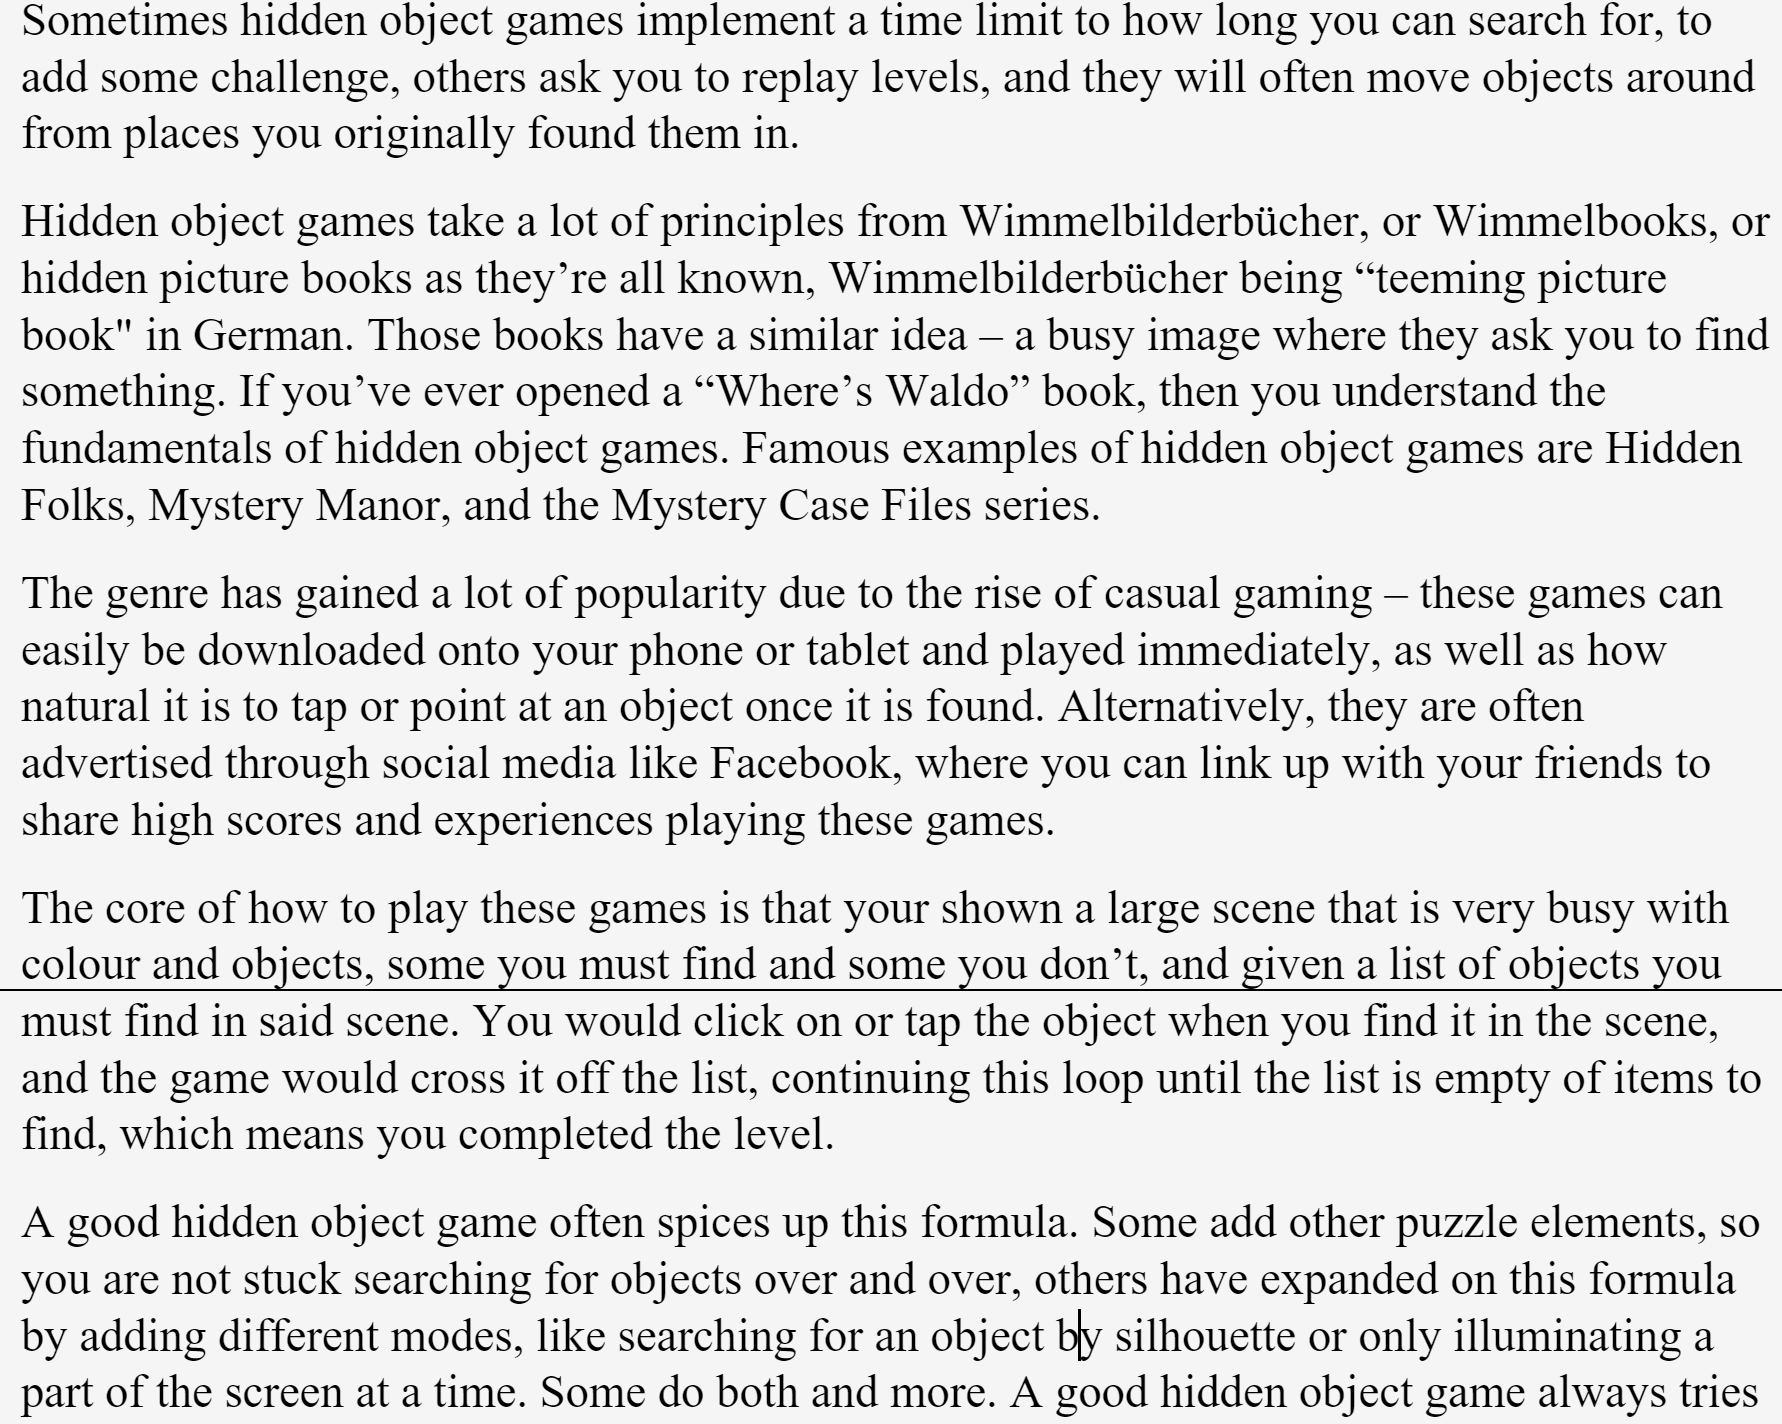 Sometimes hidden object games implement a time limit to how long you can search for, to
add some challenge, others ask you to replay levels, and they will often move objects around
from places you originally found them in.
Hidden object games take a lot of principles from Wimmelbilderbücher, or Wimmelbooks, or
hidden picture books as they’re all known, Wimmelbilderbücher being “teeming picture
book" in German. Those books have a similar idea – a busy image where they ask you to find
something. If you’ve ever opened a “Where’s Waldo” book, then you understand the
fundamentals of hidden object games. Famous examples of hidden object games are Hidden
Folks, Mystery Manor, and the Mystery Case Files series.
The genre has gained a lot of popularity due to the rise of casual gaming – these games can
easily be downloaded onto your phone or tablet and played immediately, as well as how
natural it is to tap or point at an object once it is found. Alternatively, they are often
advertised through social media like Facebook, where you can link up with your friends to
share high scores and experiences playing these games.
The core of how to play these games is that your shown a large scene that is very busy with
colour and objects, some you must find and some you don’t, and given a list of objects you
must find in said scene. You would click on or tap the object when you find it in the scene,
and the game would cross it off the list, continuing this loop until the list is empty of items to
find, which means you completed the level.
A good hidden object game often spices up this formula. Some add other puzzle elements, so
you are not stuck searching for objects over and over, others have expanded on this formula
by adding different modes, like searching for an object by silhouette or only illuminating a
part of the screen at a time. Some do both and more. A good hidden object game always tries